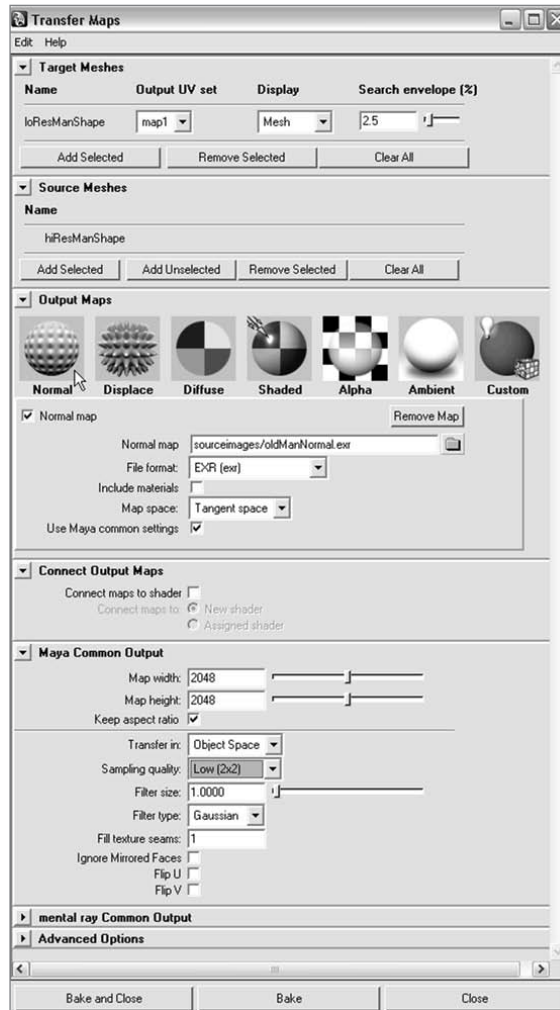 Transfer Maps
Edit Help
Target Meshes
Name Output UV set Display Search envelope (%)
loResManShape map1 Mesh 2.5
Add Selected Remove Selected Clear All
Source Meshes
Name
hiResManShape
Add Selected Add Unselected Remove Selected Clear All
Output Maps
Normal Displace Diffuse Shaded Alpha Ambient Custom
Normal map Remove Map
Normal map sourceimages/oldManNormal.exr
File format: EXR (exr)
Include materials
Map space: Tangent space
Use Maya common settings
Connect Output Maps
Connect maps to shader
Connect maps to: New shader
Assigned shader
Maya Common Output
Map width: 2048
Map height: 2048
Keep aspect ratio
Transfer in: Object Space
Sampling quality: Low (2x2)
Filter size: 1.0000
Filter type: Gaussian
Fill texture seams: 1
Ignore Mirrored Faces
Flip U
Flip V
mental ray Common Output
Advanced Options
Bake and Close Bake Close